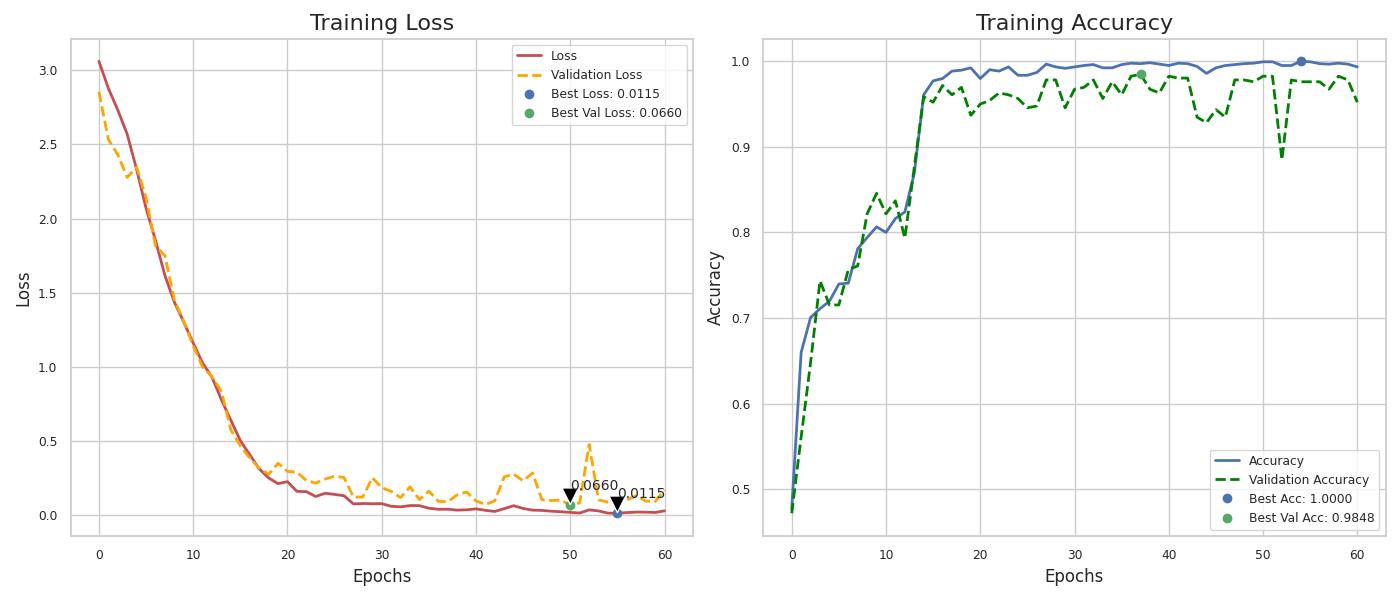 Training Loss
Training Accuracy
Loss
Validation Loss
Best Loss: 0.0115
Best Val Loss: 0.0660
3.0
2.5
2.0
1.5
1.0
0.5
0.0
Loss
0.0660
0.0115
0 10 20 30 40 50 60
Epochs
1.0
0.9
0.8
0.7
0.6
0.5
Accuracy
Accuracy
Validation Accuracy
Best Acc: 1.0000
Best Val Acc: 0.9848
0 10 20 30 40 50 60
Epochs